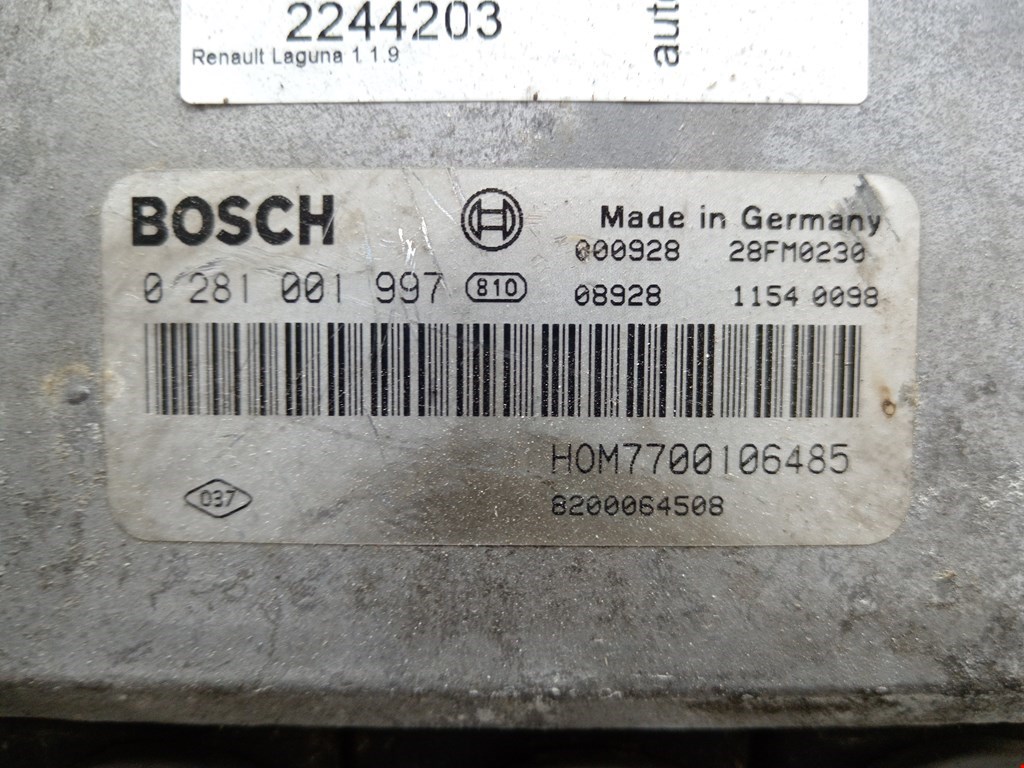 2244203
Renault Laguna 1 1.9
auto
BOSCH
Made in Germany
000928 28FM0230
0 281 001 997 810
08928 1154 0098
HOM7700106485
037
8200064508